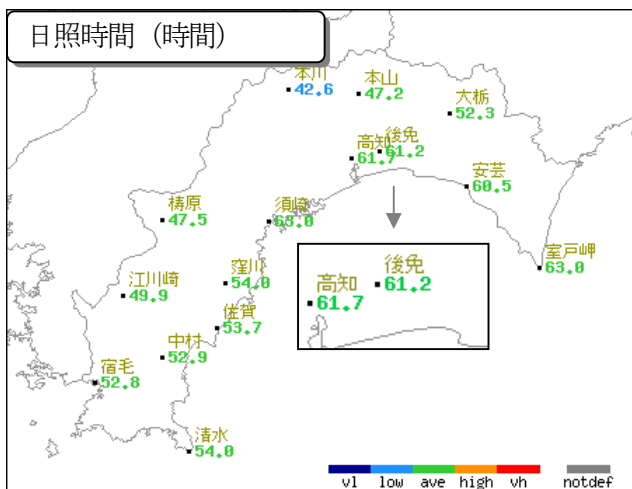 日照時間（時間）
本川
42.6
本山
47.2
大栃
52.3
高知
61.7
後免
61.2
安芸
60.5
梼原
47.5
須崎
63.0
室戸岬
63.0
江川崎
49.9
窪川
54.0
佐賀
53.7
後免
61.2
高知
61.7
中村
52.9
宿毛
52.8
清水
54.0
vl low ave high vh notdef